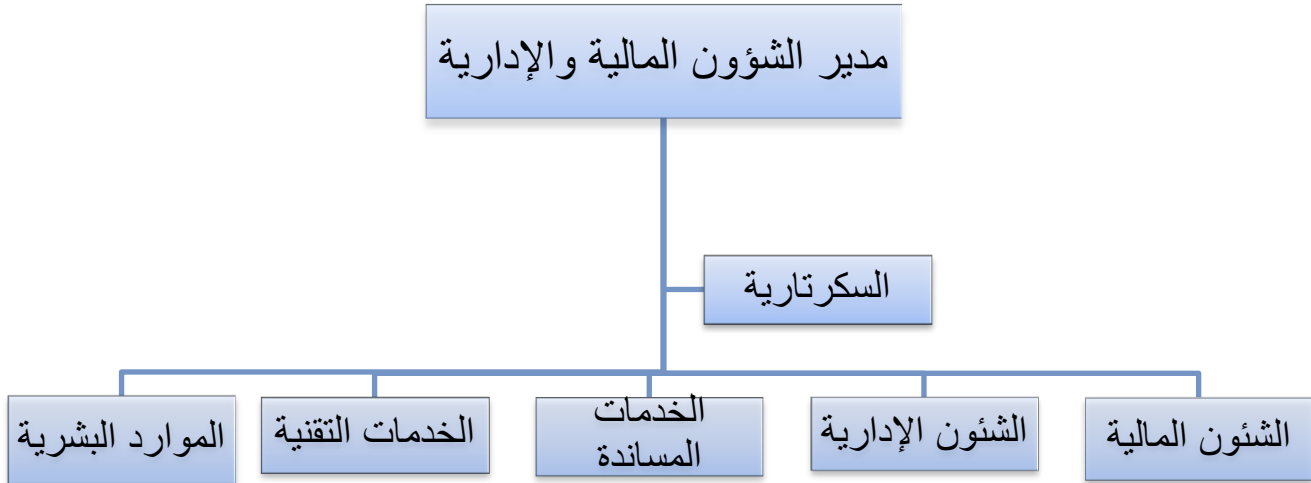 مدير الشؤون المالية والإدارية
السكرتارية
الشئون المالية
الشئون الإدارية
الخدمات
المساندة
الخدمات التقنية
الموارد البشرية